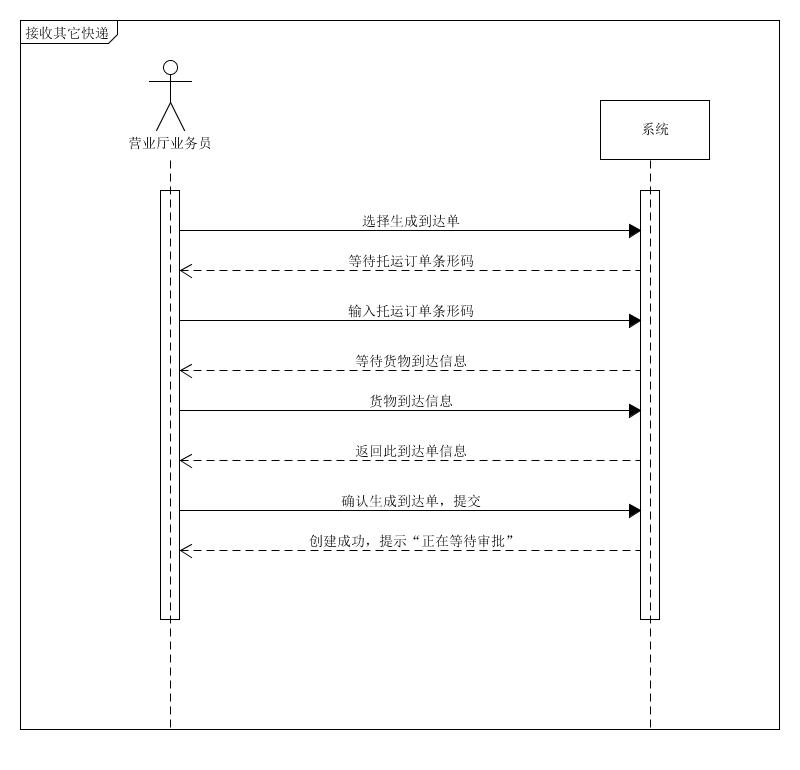 接收其它快递
营业厅业务员
系统
选择生成到达单
等待托运订单条形码
输入托运订单条形码
等待货物到达信息
货物到达信息
返回此到达单信息
确认生成到达单，提交
创建成功，提示“正在等待审批”